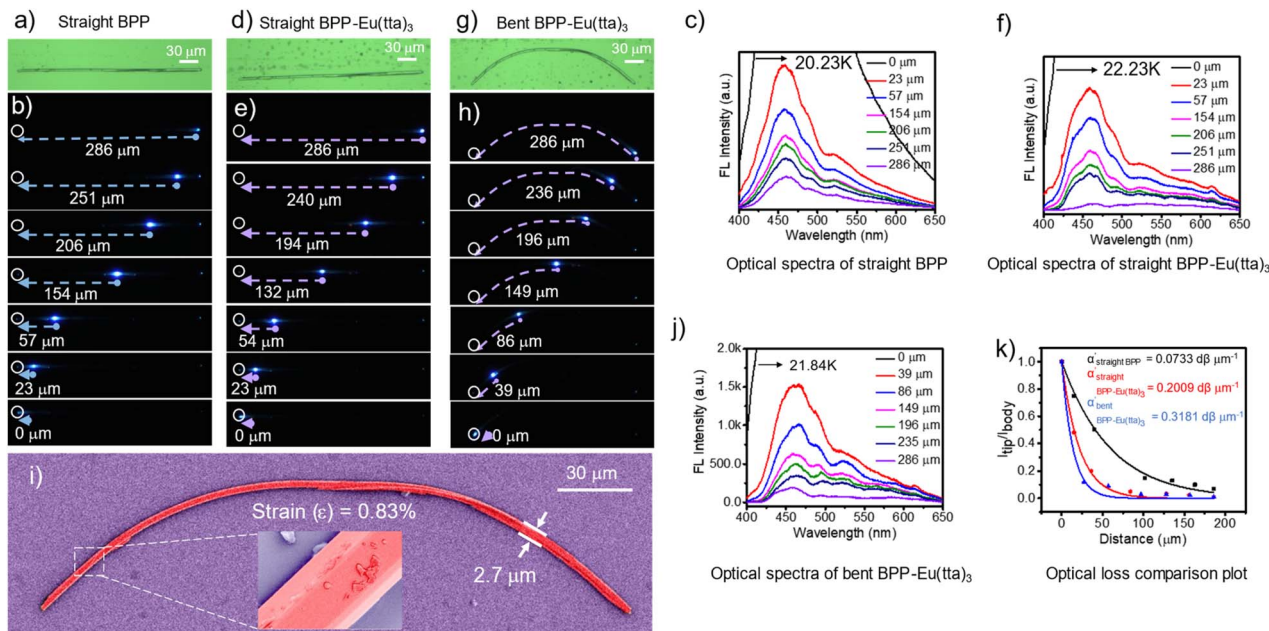 a)
Straight BPP
30 μm
b)
286 μm
251 μm
206 μm
154 μm
57 μm
23 μm
0 μm
d)
Straight BPP-Eu(tta)₃
30 μm
e)
286 μm
240 μm
194 μm
132 μm
54 μm
23 μm
0 μm
g)
Bent BPP-Eu(tta)₃
30 μm
h)
286 μm
236 μm
196 μm
149 μm
86 μm
39 μm
0 μm
c)
20.23K
0 μm
23 μm
57 μm
154 μm
206 μm
251 μm
286 μm
FL Intensity (a.u.)
400 450 500 550 600 650
Wavelength (nm)
Optical spectra of straight BPP
f)
22.23K
0 μm
23 μm
57 μm
154 μm
206 μm
251 μm
286 μm
FL Intensity (a.u.)
400 450 500 550 600 650
Wavelength (nm)
Optical spectra of straight BPP-Eu(tta)₃
i)
30 μm
Strain (ε) = 0.83%
2.7 μm
j)
2.0k
1.5k
1.0k
500.0
0.0
21.84K
0 μm
39 μm
86 μm
149 μm
196 μm
235 μm
286 μm
FL Intensity (a.u.)
400 450 500 550 600 650
Wavelength (nm)
Optical spectra of bent BPP-Eu(tta)₃
k)
α'straight BPP = 0.0733 dβ μm⁻¹
α'straight
BPP-Eu(tta)₃ = 0.2009 dβ μm⁻¹
α'bent
BPP-Eu(tta)₃ = 0.3181 dβ μm⁻¹
1.0
0.8
0.6
0.4
0.2
0.0
Itip/Ibody
0 50 100 150 200
Distance (μm)
Optical loss comparison plot